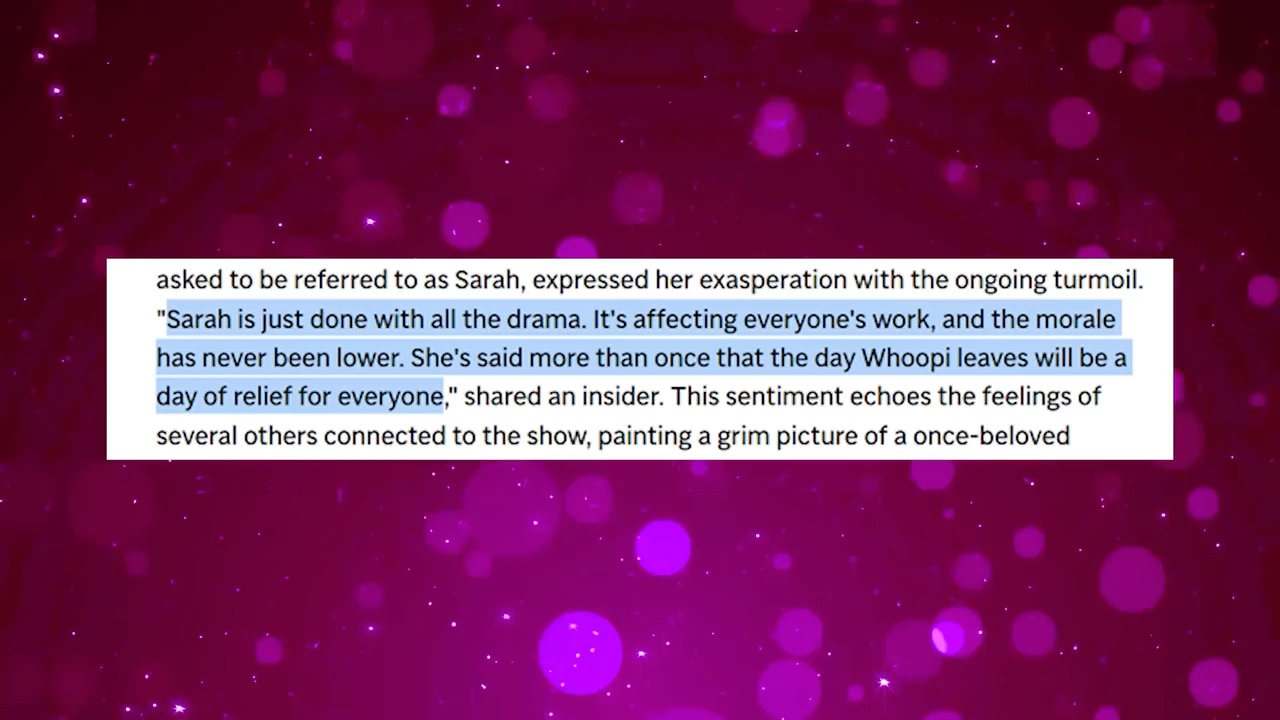 asked to be referred to as Sarah, expressed her exasperation with the ongoing turmoil.
"Sarah is just done with all the drama. It's affecting everyone's work, and the morale
has never been lower. She's said more than once that the day Whoopi leaves will be a
day of relief for everyone," shared an insider. This sentiment echoes the feelings of
several others connected to the show, painting a grim picture of a once-beloved